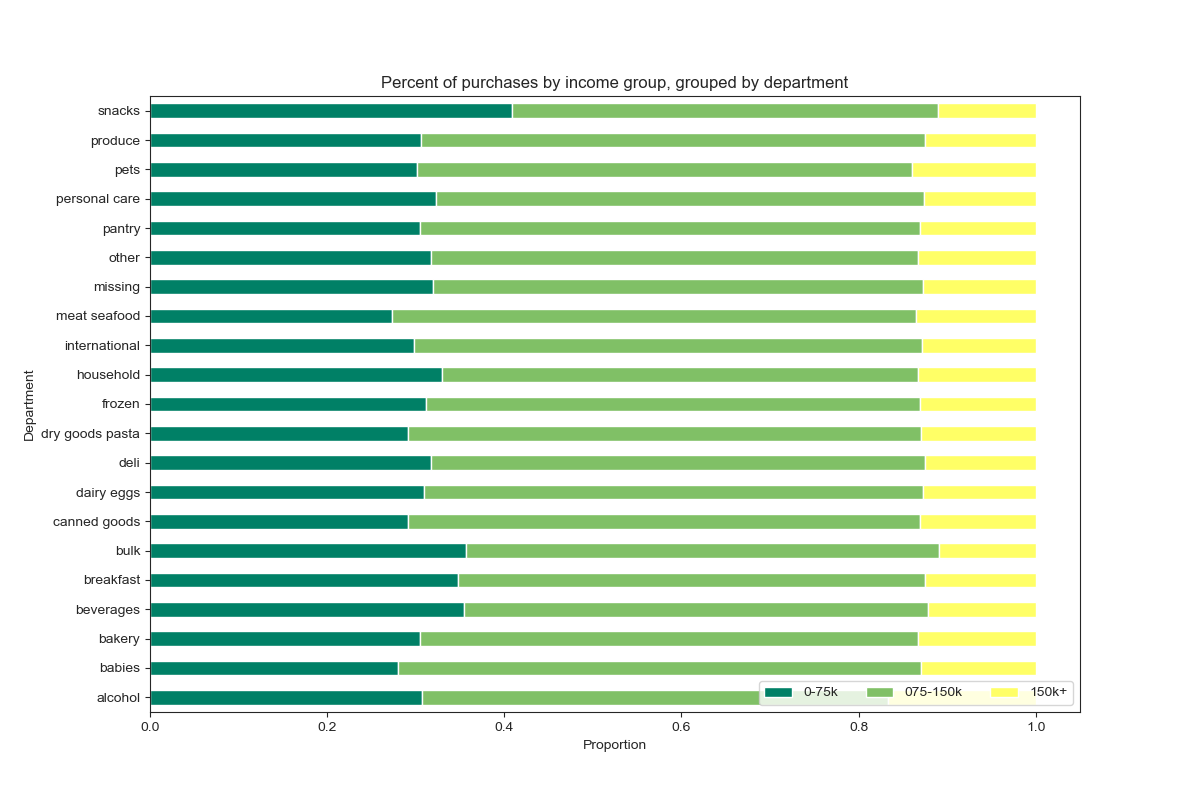 Percent of purchases by income group, grouped by department
snacks
produce
pets
personal care
pantry
other
missing
meat seafood
international
household
frozen
dry goods pasta
deli
dairy eggs
canned goods
bulk
breakfast
beverages
bakery
babies
alcohol
Department
0-75k 075-150k 150k+
0.0 0.2 0.4 0.6 0.8 1.0
Proportion